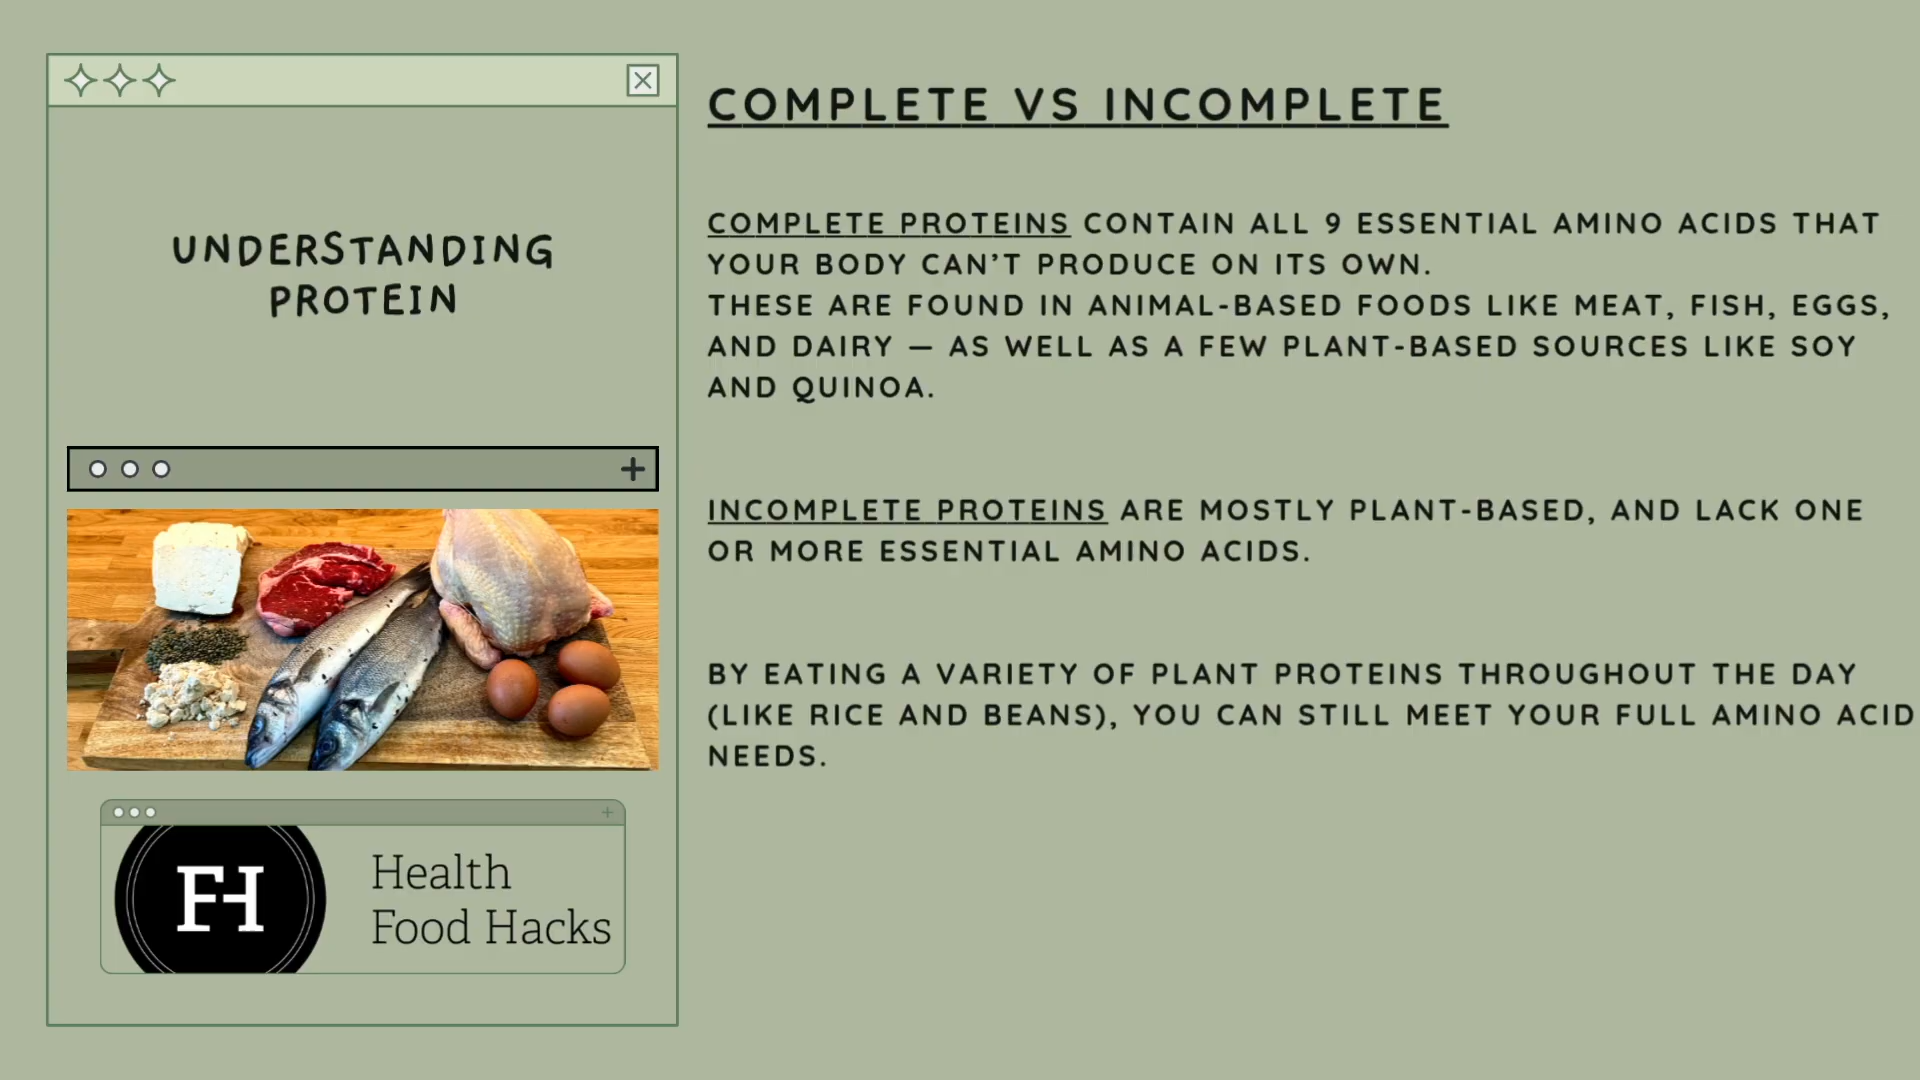 UNDERSTANDING
PROTEIN
FH
Health
Food Hacks
COMPLETE VS INCOMPLETE
COMPLETE PROTEINS CONTAIN ALL 9 ESSENTIAL AMINO ACIDS THAT
YOUR BODY CAN’T PRODUCE ON ITS OWN.
THESE ARE FOUND IN ANIMAL-BASED FOODS LIKE MEAT, FISH, EGGS,
AND DAIRY — AS WELL AS A FEW PLANT-BASED SOURCES LIKE SOY
AND QUINOA.
INCOMPLETE PROTEINS ARE MOSTLY PLANT-BASED, AND LACK ONE
OR MORE ESSENTIAL AMINO ACIDS.
BY EATING A VARIETY OF PLANT PROTEINS THROUGHOUT THE DAY
(LIKE RICE AND BEANS), YOU CAN STILL MEET YOUR FULL AMINO ACID
NEEDS.